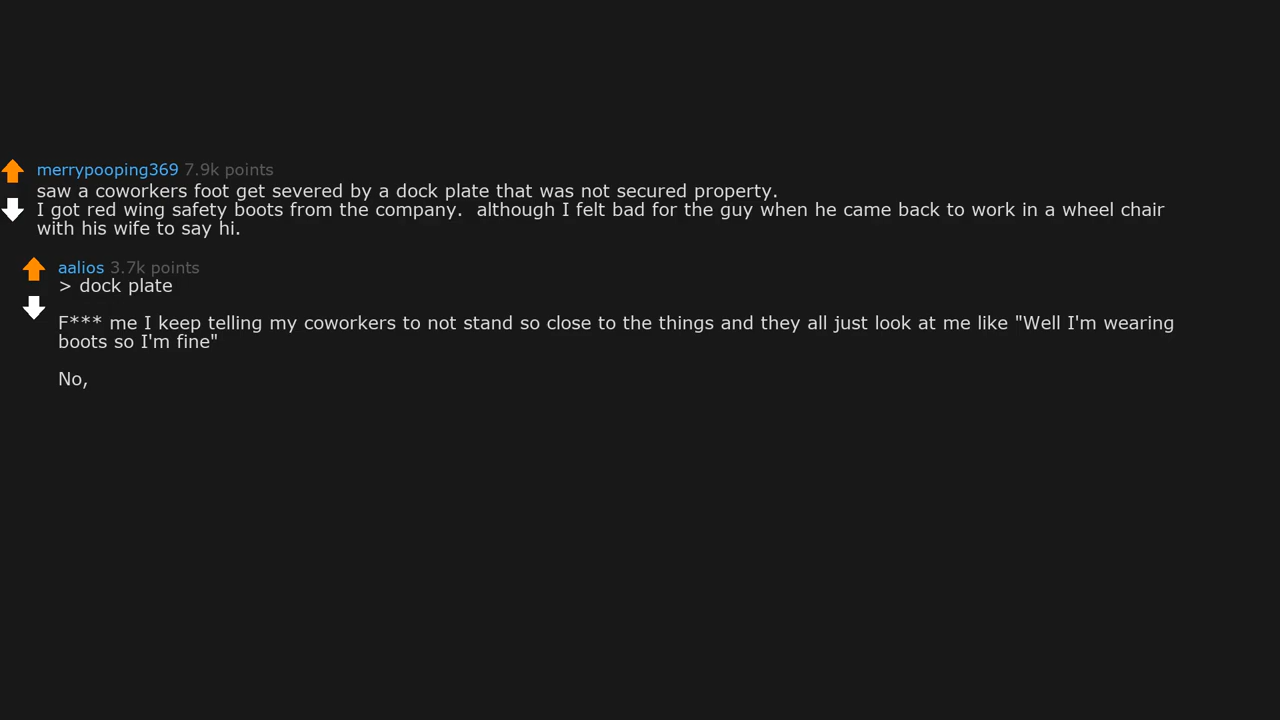 merrypooping369 7.9k points
saw a coworkers foot get severed by a dock plate that was not secured property.
I got red wing safety boots from the company.  although I felt bad for the guy when he came back to work in a wheel chair
with his wife to say hi.
aalios 3.7k points
> dock plate
F*** me I keep telling my coworkers to not stand so close to the things and they all just look at me like "Well I'm wearing
boots so I'm fine"
No,